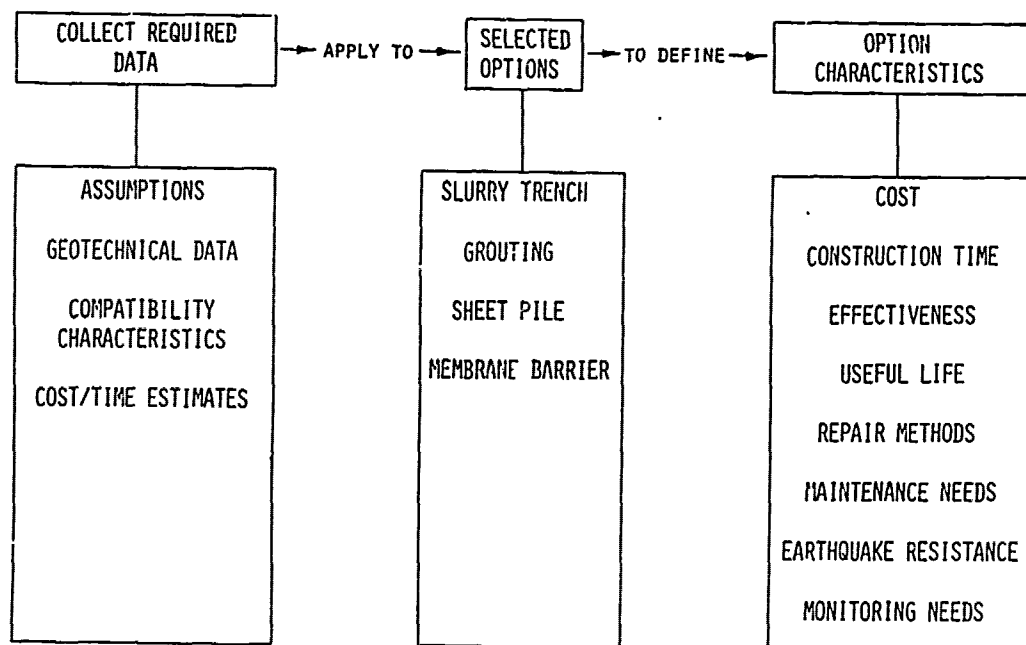 COLLECT REQUIRED
DATA
APPLY TO
SELECTED
OPTIONS
TO DEFINE
OPTION
CHARACTERISTICS
ASSUMPTIONS
GEOTECHNICAL DATA
COMPATIBILITY
CHARACTERISTICS
COST/TIME ESTIMATES
SLURRY TRENCH
GROUTING
SHEET PILE
MEMBRANE BARRIER
COST
CONSTRUCTION TIME
EFFECTIVENESS
USEFUL LIFE
REPAIR METHODS
MAINTENANCE NEEDS
EARTHQUAKE RESISTANCE
MONITORING NEEDS